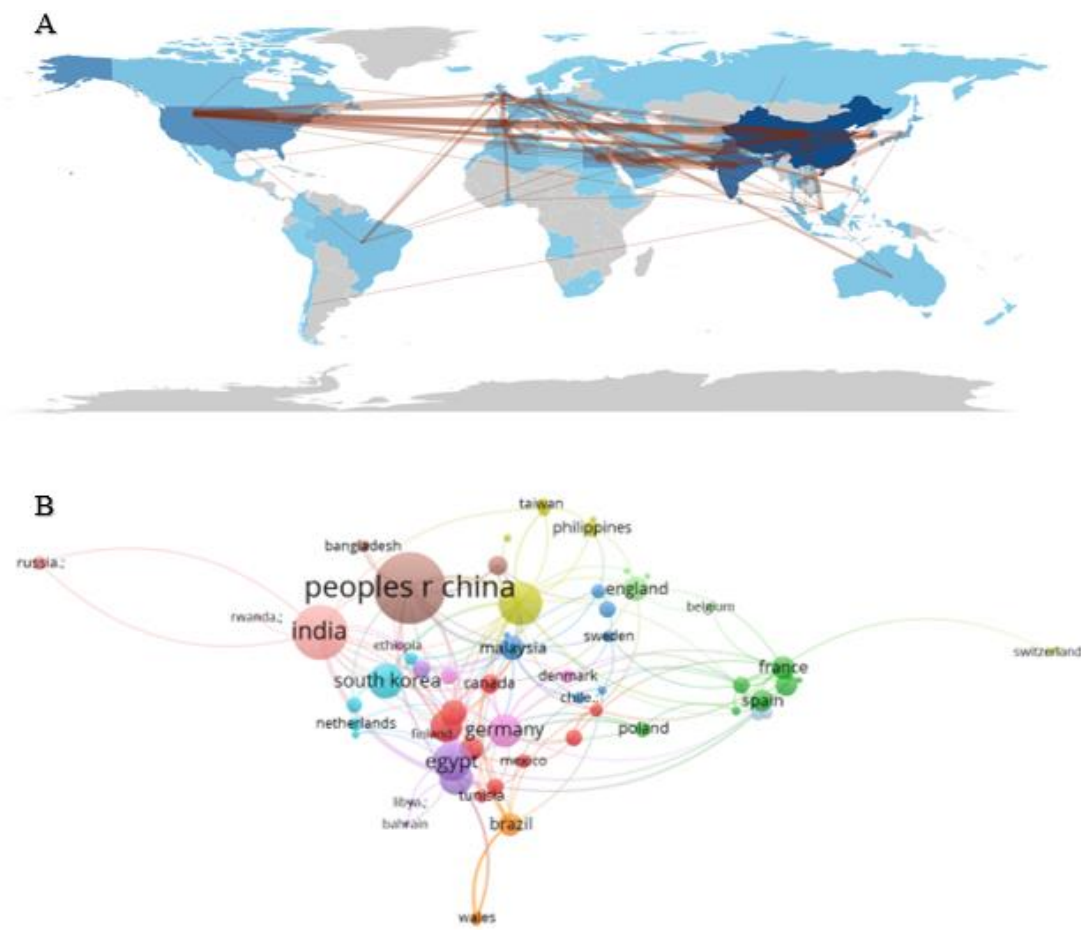 A
B
taiwan
philippines
bangladesh
russia.;
peoples r china
england
belgium
rwanda.;
india
ethiopia
malaysia
sweden
switzerland
france
south korea
canada
denmark
chile.;
spain
netherlands
finland
germany
poland
egypt
mexico
libya.;
tunisia
bahrain
brazil
wales